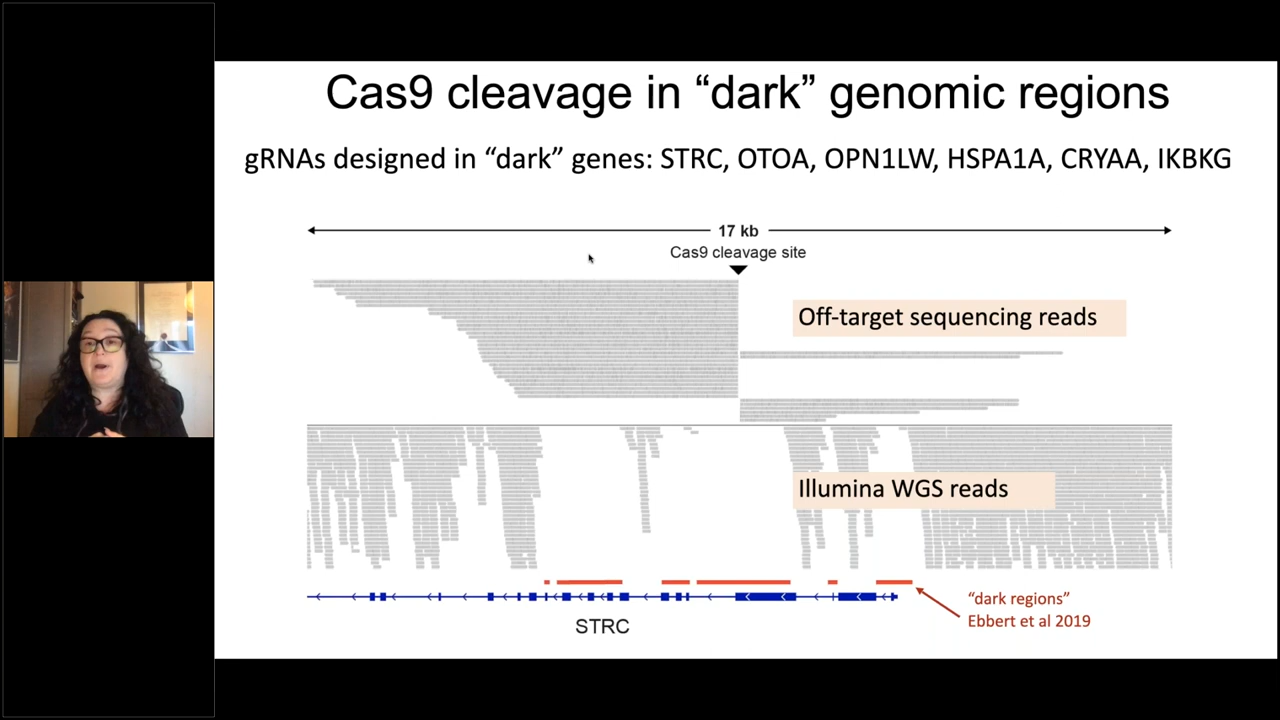 Cas9 cleavage in “dark” genomic regions
gRNAs designed in “dark” genes: STRC, OTOA, OPN1LW, HSPA1A, CRYAA, IKBKG
17 kb
Cas9 cleavage site
Off-target sequencing reads
Illumina WGS reads
“dark regions”
Ebbert et al 2019
STRC